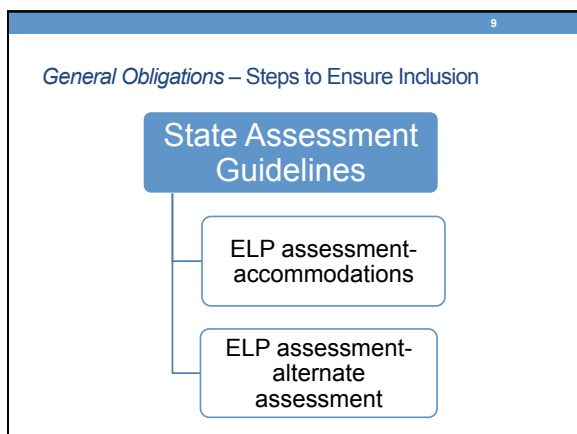 9
General Obligations – Steps to Ensure Inclusion
State Assessment
Guidelines
ELP assessment-
accommodations
ELP assessment-
alternate
assessment